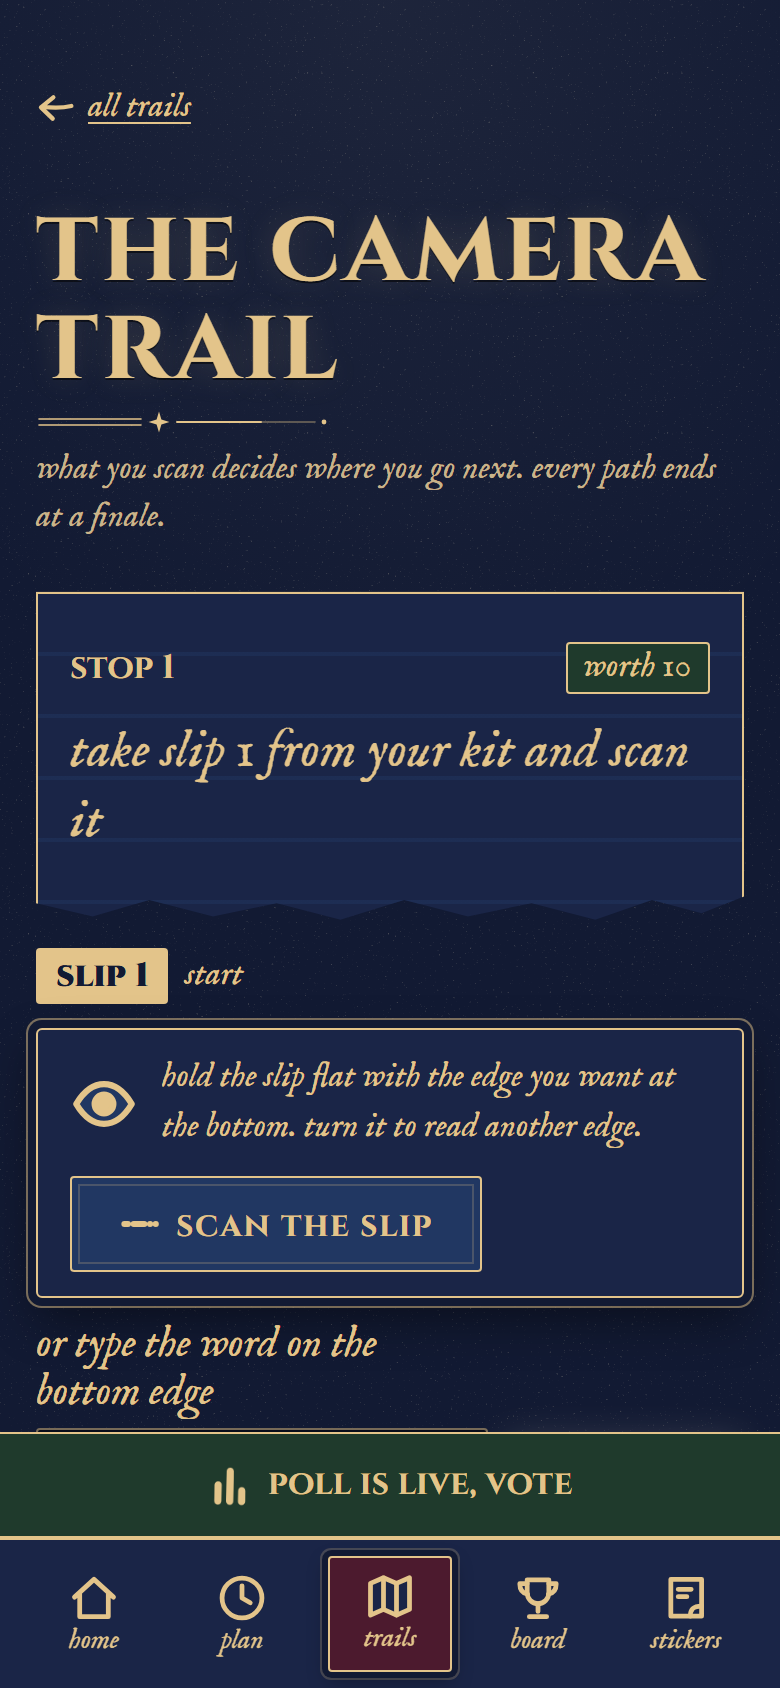 all trails
THE CAMERA
TRAIL
what you scan decides where you go next. every path ends
at a finale.
STOP 1
worth 10
take slip 1 from your kit and scan
it
SLIP 1
start
hold the slip flat with the edge you want at
the bottom. turn it to read another edge.
SCAN THE SLIP
or type the word on the
bottom edge
POLL IS LIVE, VOTE
home
plan
trails
board
stickers